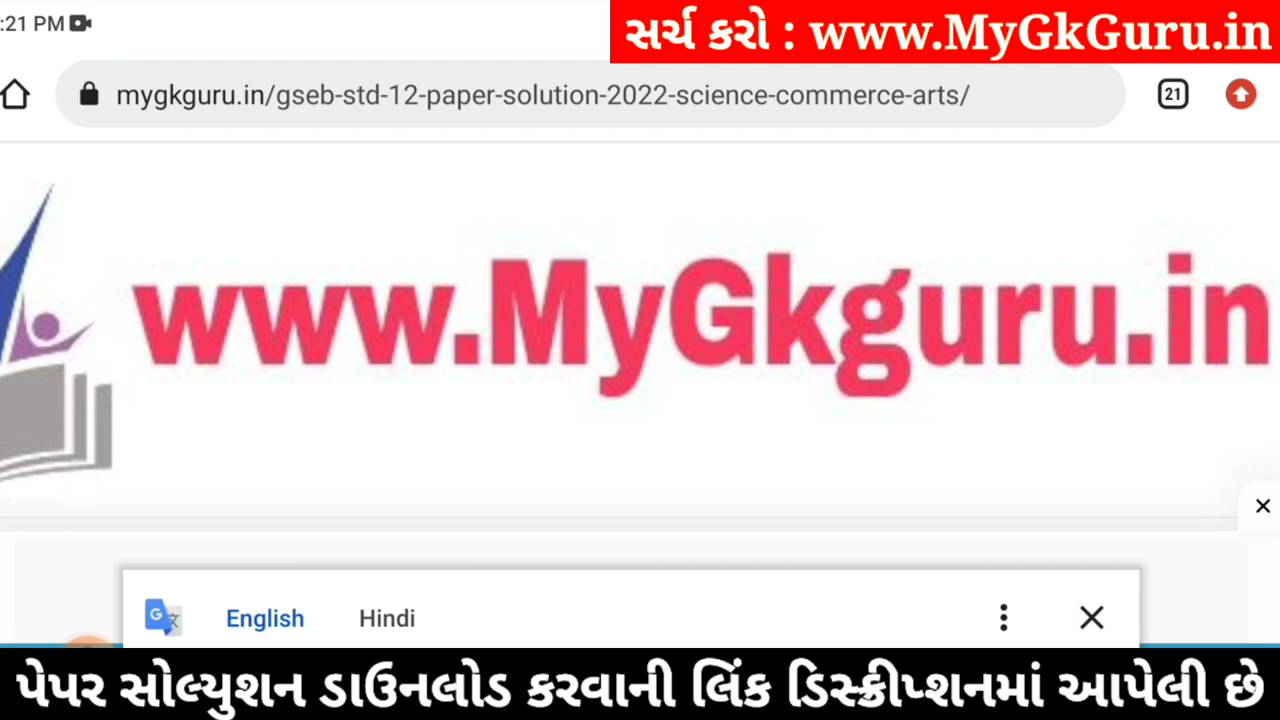 :21 PM
સર્ચ કરો : www.MyGkGuru.in
mygkguru.in/gseb-std-12-paper-solution-2022-science-commerce-arts/
21
www.MyGkguru.in
English Hindi
પેપર સોલ્યુશન ડાઉનલોડ કરવાની લિંક ડિસ્ક્રીપ્શનમાં આપેલી છે